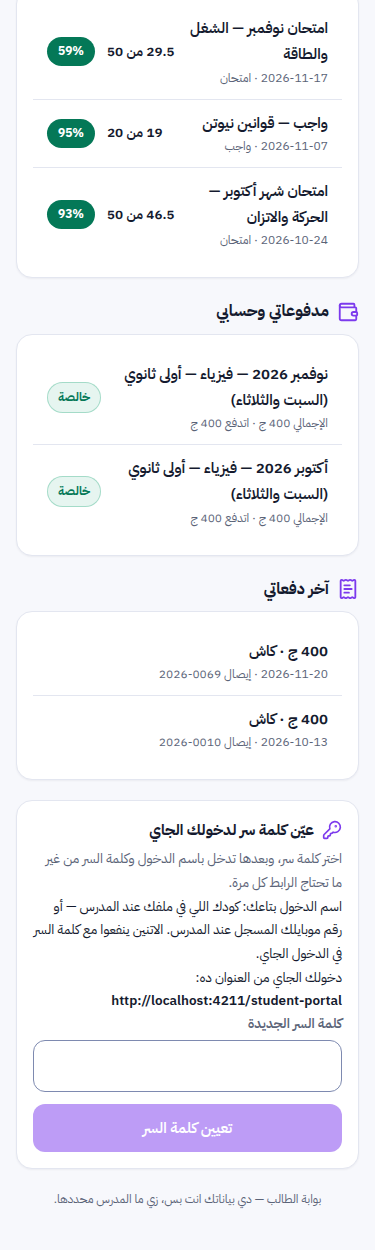 امتحان نوفمبر — الشغل
والطاقة
29.5 من 50
59%
2026-11-17 · امتحان
واجب — قوانين نيوتن
19 من 20
95%
2026-11-07 · واجب
امتحان شهر أكتوبر —
الحركة والاتزان
46.5 من 50
93%
2026-10-24 · امتحان
مدفوعاتي وحسابي
نوفمبر 2026 — فيزياء — أولى ثانوي
(السبت والثلاثاء)
خالصة
الإجمالي 400 ج · اتدفع 400 ج
أكتوبر 2026 — فيزياء — أولى ثانوي
(السبت والثلاثاء)
خالصة
الإجمالي 400 ج · اتدفع 400 ج
آخر دفعاتي
400 ج · كاش
2026-11-20 · إيصال 0069-2026
400 ج · كاش
2026-10-13 · إيصال 0010-2026
عيّن كلمة سر لدخولك الجاي
اختر كلمة سر، وبعدها تدخل باسم الدخول وكلمة السر من غير
ما تحتاج الرابط كل مرة.
اسم الدخول بتاعك: كودك اللي في ملفك عند المدرس — أو
رقم موبايلك المسجل عند المدرس. الاتنين ينفعوا مع كلمة السر
في الدخول الجاي.
دخولك الجاي من العنوان ده:
http://localhost:4211/student-portal
كلمة السر الجديدة
تعيين كلمة السر
بوابة الطالب — دي بياناتك انت بس، زي ما المدرس محددها.